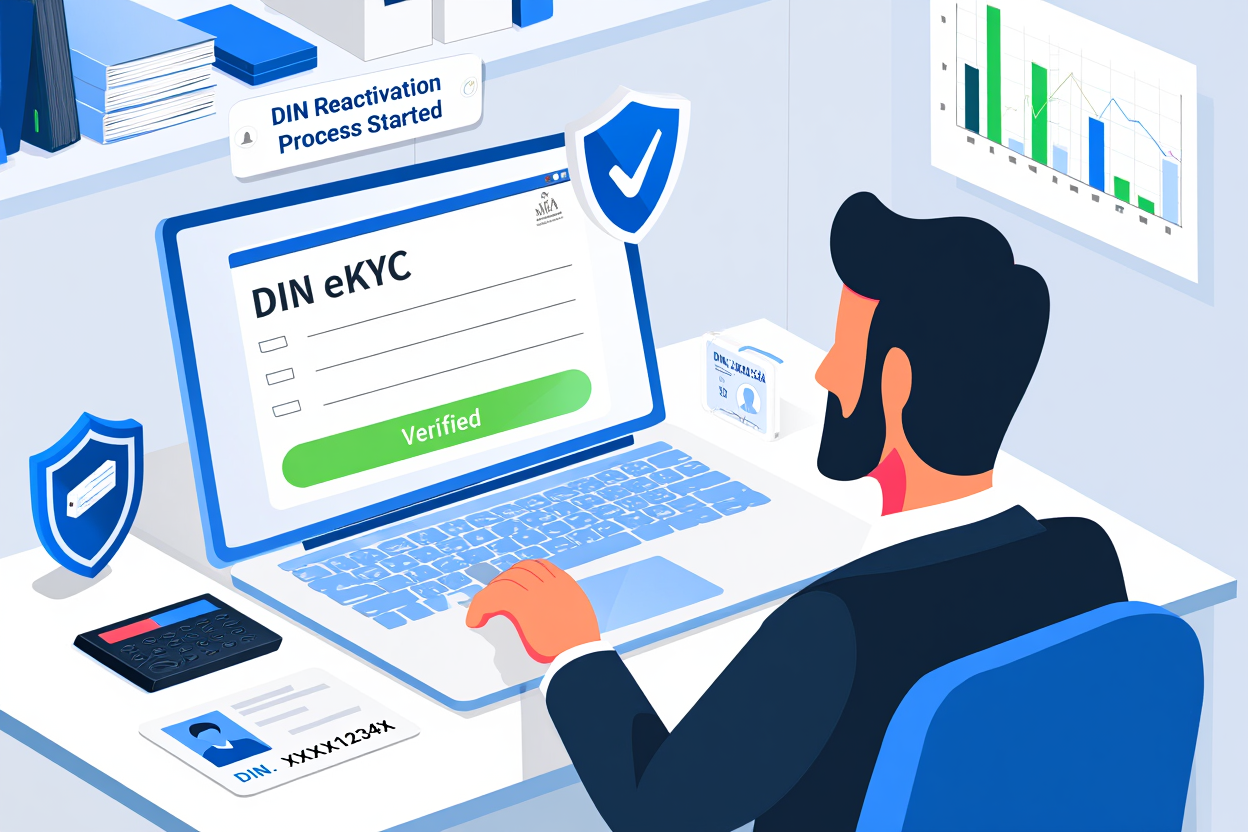 DIN Reactivation
Process Started
DIN eKYC
Verified
DIN. XXXX1234X